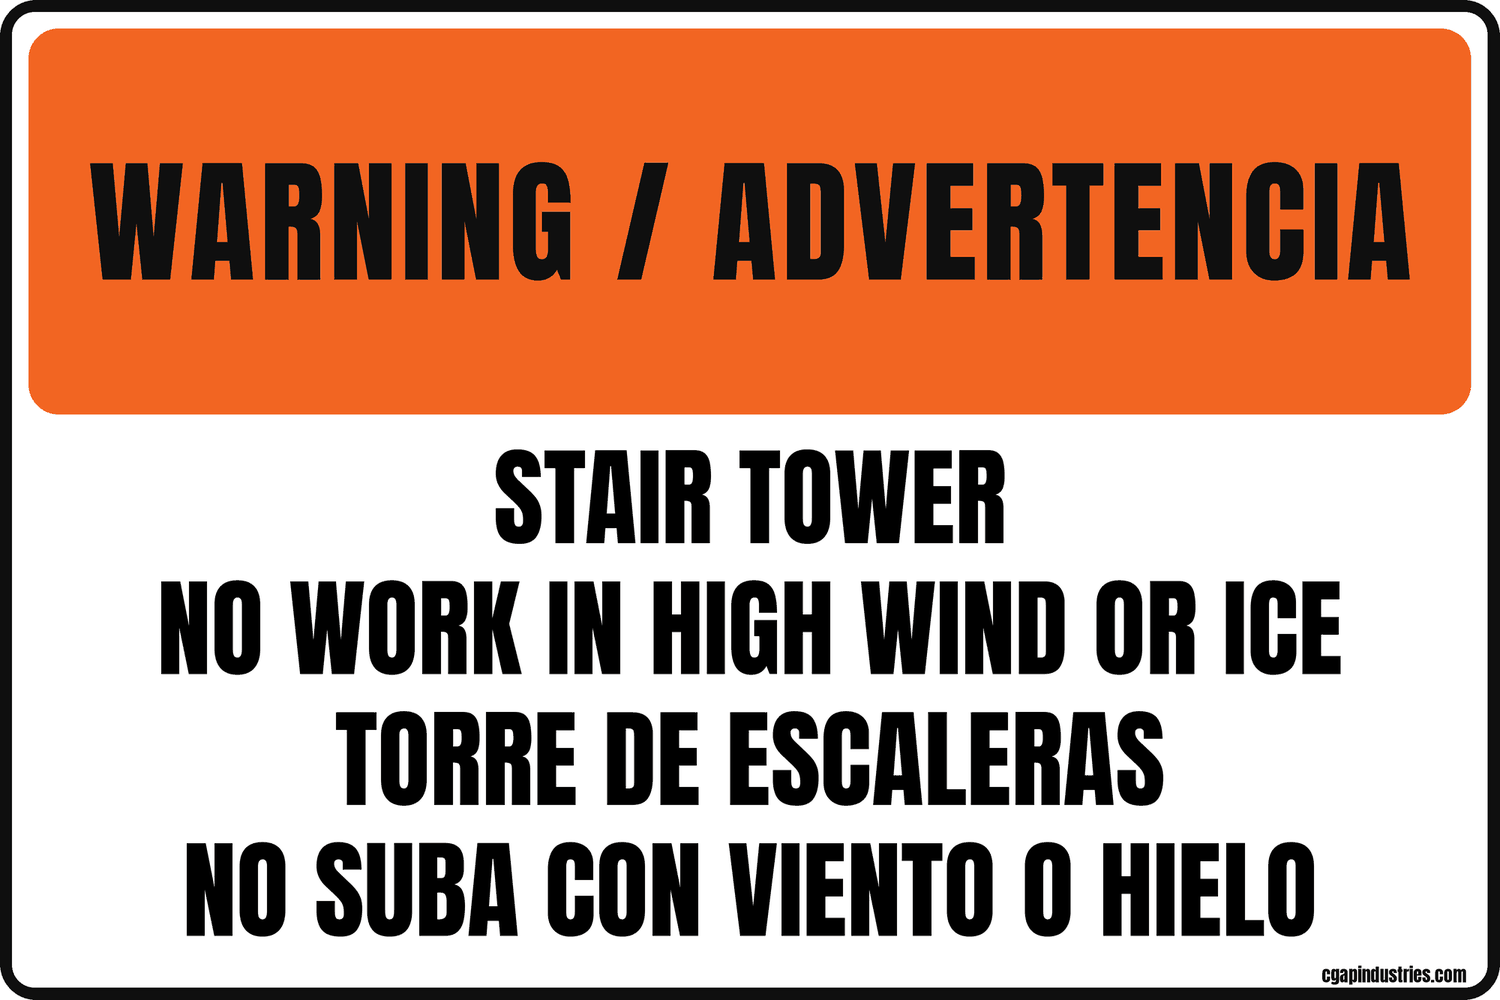 WARNING / ADVERTENCIA
STAIR TOWER
NO WORK IN HIGH WIND OR ICE
TORRE DE ESCALERAS
NO SUBA CON VIENTO O HIELO
cgapindustries.com